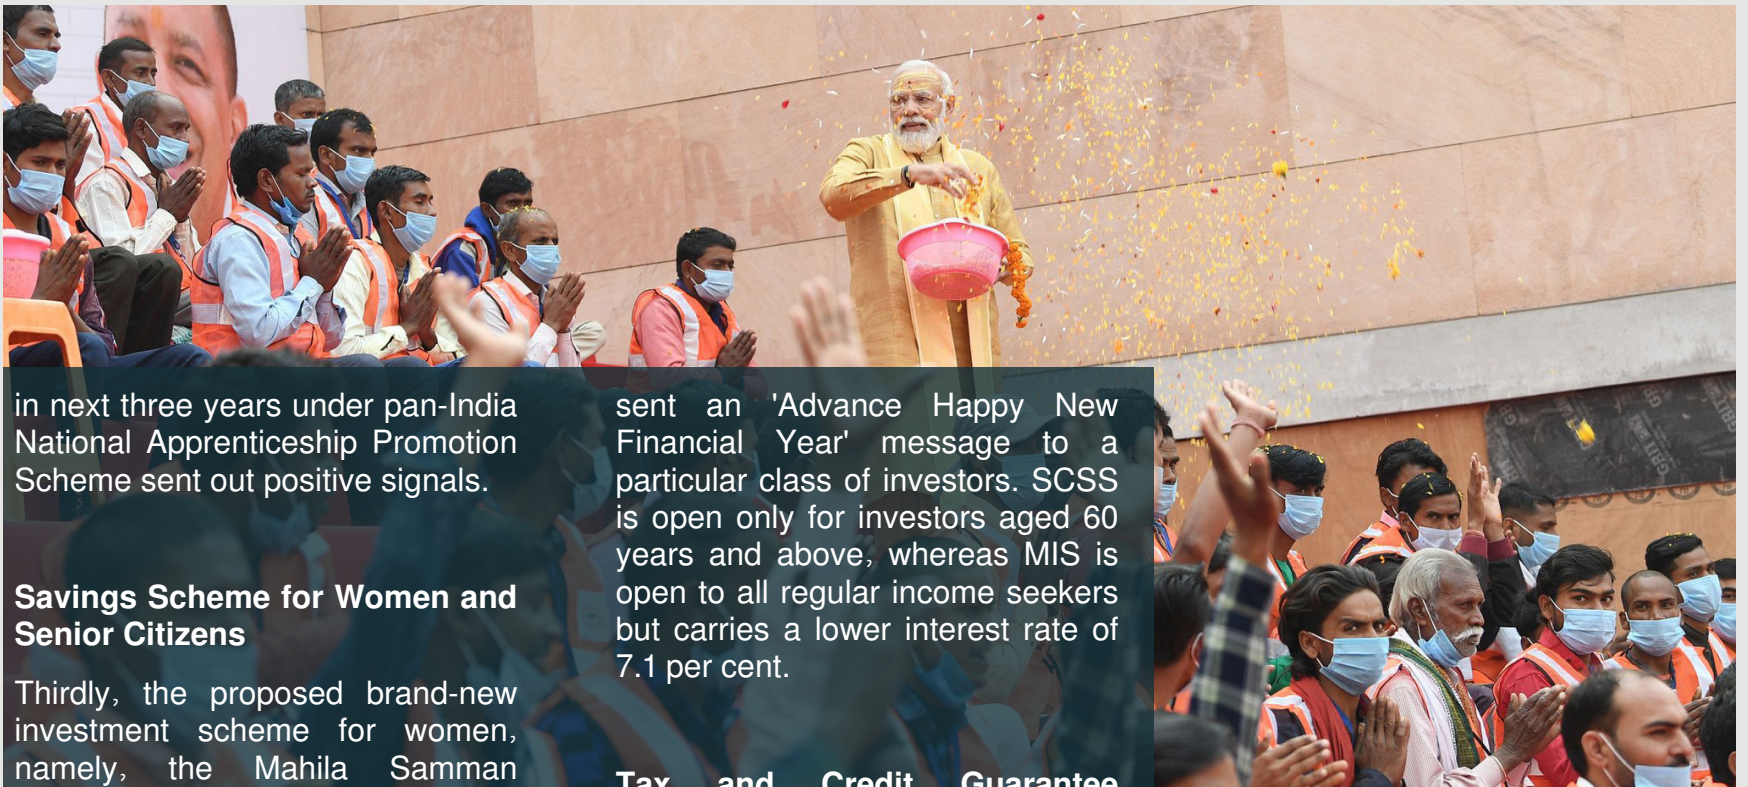 in next three years under pan-India
National Apprenticeship Promotion
Scheme sent out positive signals.
Savings Scheme for Women and
Senior Citizens
Thirdly, the proposed brand-new
investment scheme for women,
namely, the Mahila Samman
sent an 'Advance Happy New
Financial Year' message to a
particular class of investors. SCSS
is open only for investors aged 60
years and above, whereas MIS is
open to all regular income seekers
but carries a lower interest rate of
7.1 per cent.
Tax and Credit Guarantee